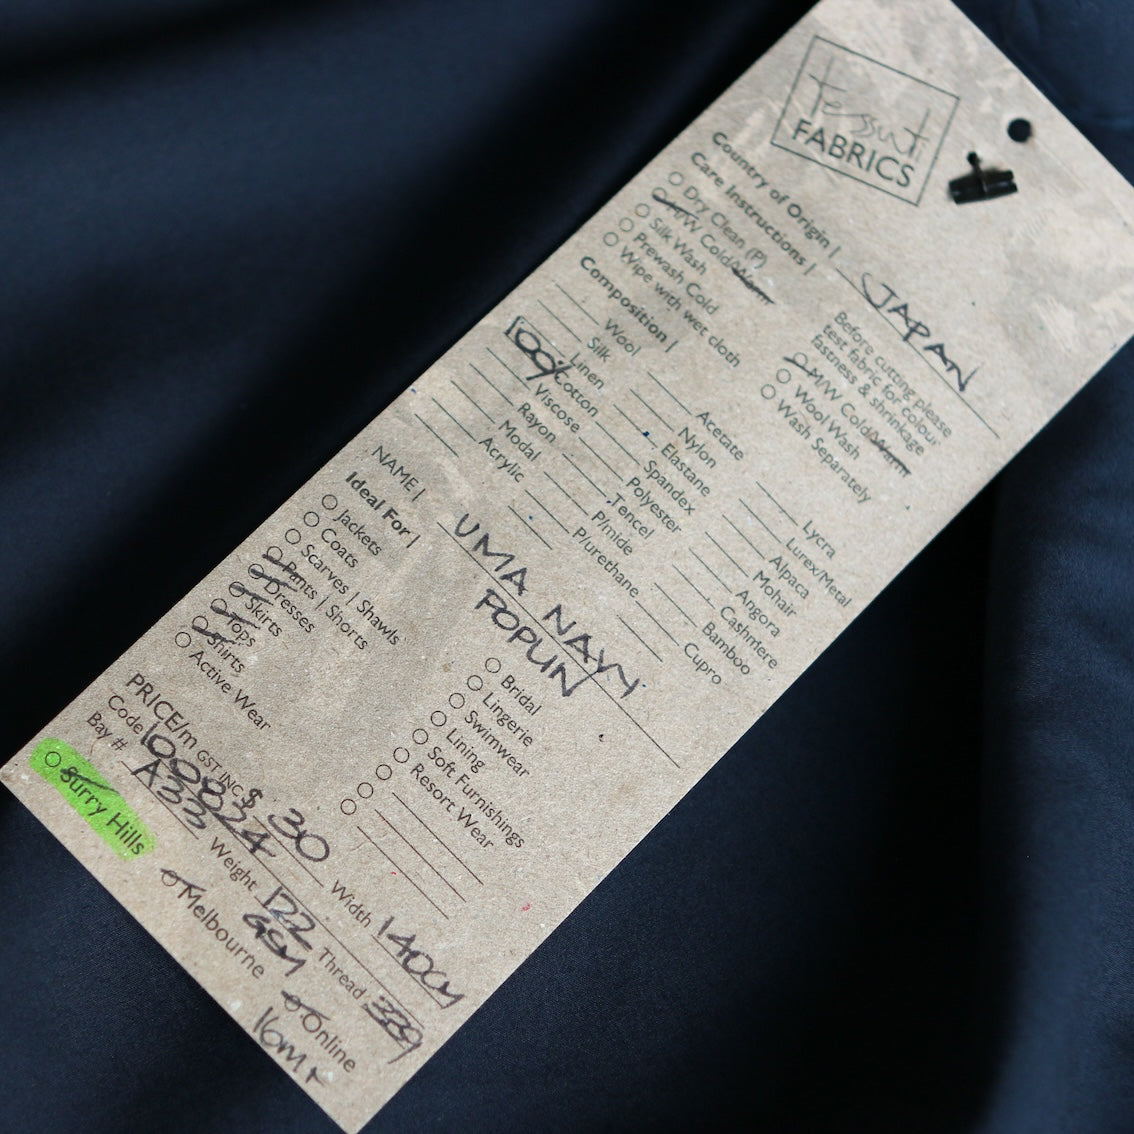 Tessuti
FABRICS
Country of Origin | JAPAN
Care Instructions |
Dry Clean (P)
M/W Cold/Warm
Silk Wash
Prewash Cold
Wipe with wet cloth
Before cutting please
test fabric for colour
fastness & shrinkage
M/W Cold/Warm
Wool Wash
Wash Separately
Composition |
Wool
Silk
Linen
100% Cotton
Viscose
Rayon
Modal
Acrylic
Acetate
Nylon
Elastane
Spandex
Polyester
Tencel
P/mide
P/urethane
Lycra
Lurex/Metal
Alpaca
Mohair
Angora
Cashmere
Bamboo
Cupro
NAME | UMA NAVY
POPLIN
Ideal For |
Jackets
Coats
Scarves | Shawls
Pants | Shorts
Dresses
Skirts
Tops
Shirts
Active Wear
Bridal
Lingerie
Swimwear
Lining
Soft Furnishings
Resort Wear
PRICE/m GST INC $ 30
Code 100824 Width 140CM
Bay # A33 Weight 122 GSM Thread 339
Surry Hills Melbourne Online
16m+